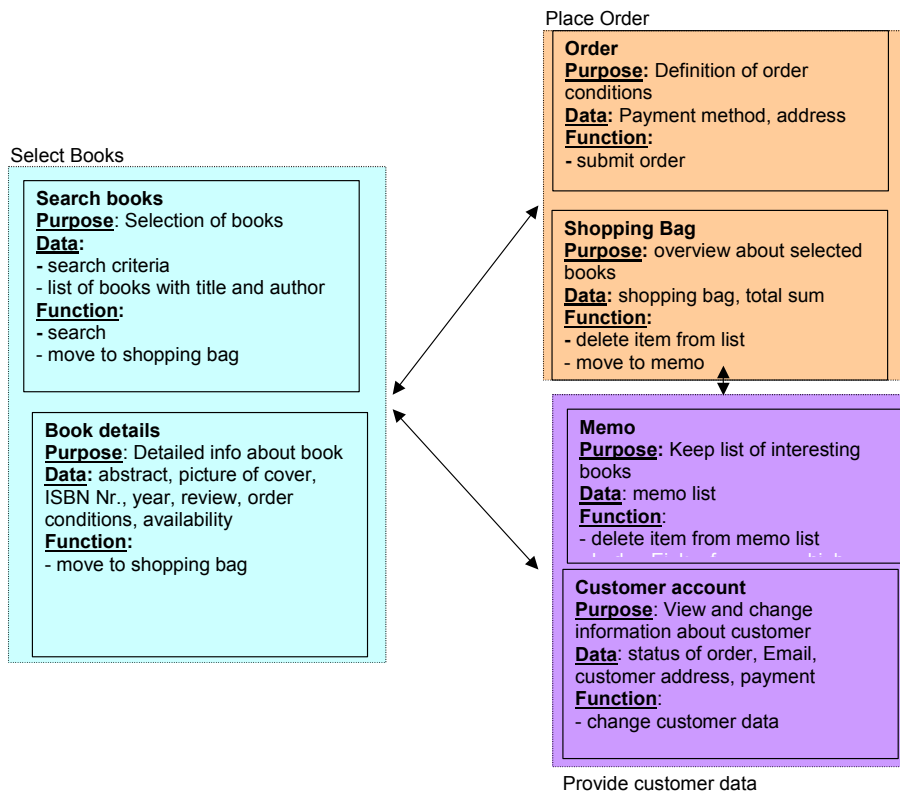 Select Books
Search books
Purpose: Selection of books
Data:
- search criteria
- list of books with title and author
Function:
- search
- move to shopping bag
Book details
Purpose: Detailed info about book
Data: abstract, picture of cover,
ISBN Nr., year, review, order
conditions, availability
Function:
- move to shopping bag
Place Order
Order
Purpose: Definition of order
conditions
Data: Payment method, address
Function:
- submit order
Shopping Bag
Purpose: overview about selected
books
Data: shopping bag, total sum
Function:
- delete item from list
- move to memo
Memo
Purpose: Keep list of interesting
books
Data: memo list
Function:
- delete item from memo list
Customer account
Purpose: View and change
information about customer
Data: status of order, Email,
customer address, payment
Function:
- change customer data
Provide customer data